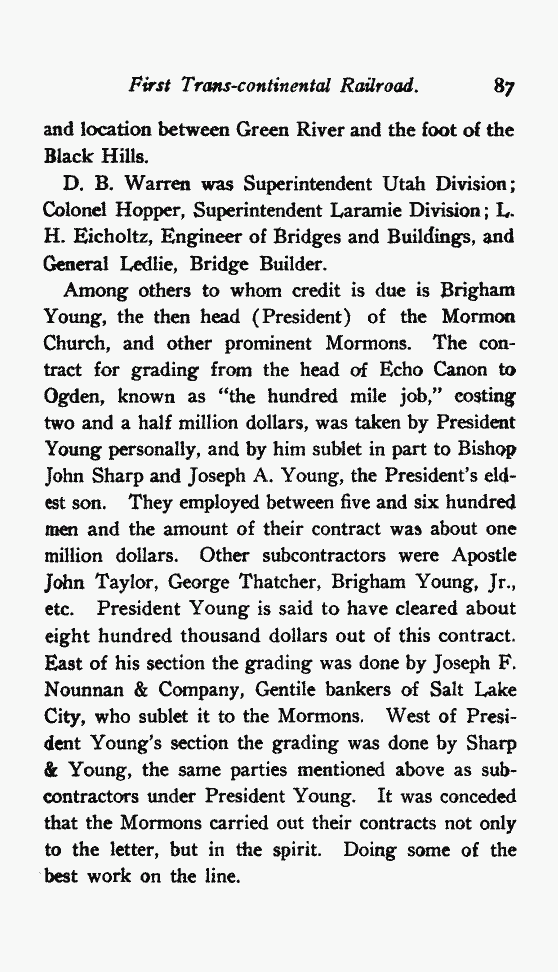 First Trans-continental Railroad. 87
and location between Green River and the foot of the
Black Hills.
D. B. Warren was Superintendent Utah Division;
Colonel Hopper, Superintendent Laramie Division; L.
H. Eicholtz, Engineer of Bridges and Buildings, and
General Ledlie, Bridge Builder.
Among others to whom credit is due is Brigham
Young, the then head (President) of the Mormon
Church, and other prominent Mormons. The con-
tract for grading from the head of Echo Canon to
Ogden, known as "the hundred mile job," costing
two and a half million dollars, was taken by President
Young personally, and by him sublet in part to Bishop
John Sharp and Joseph A. Young, the President's eld-
est son. They employed between five and six hundred
men and the amount of their contract was about one
million dollars. Other subcontractors were Apostle
John Taylor, George Thatcher, Brigham Young, Jr.,
etc. President Young is said to have cleared about
eight hundred thousand dollars out of this contract.
East of his section the grading was done by Joseph F.
Nounnan & Company, Gentile bankers of Salt Lake
City, who sublet it to the Mormons. West of Presi-
dent Young's section the grading was done by Sharp
& Young, the same parties mentioned above as sub-
contractors under President Young. It was conceded
that the Mormons carried out their contracts not only
to the letter, but in the spirit. Doing some of the
best work on the line.